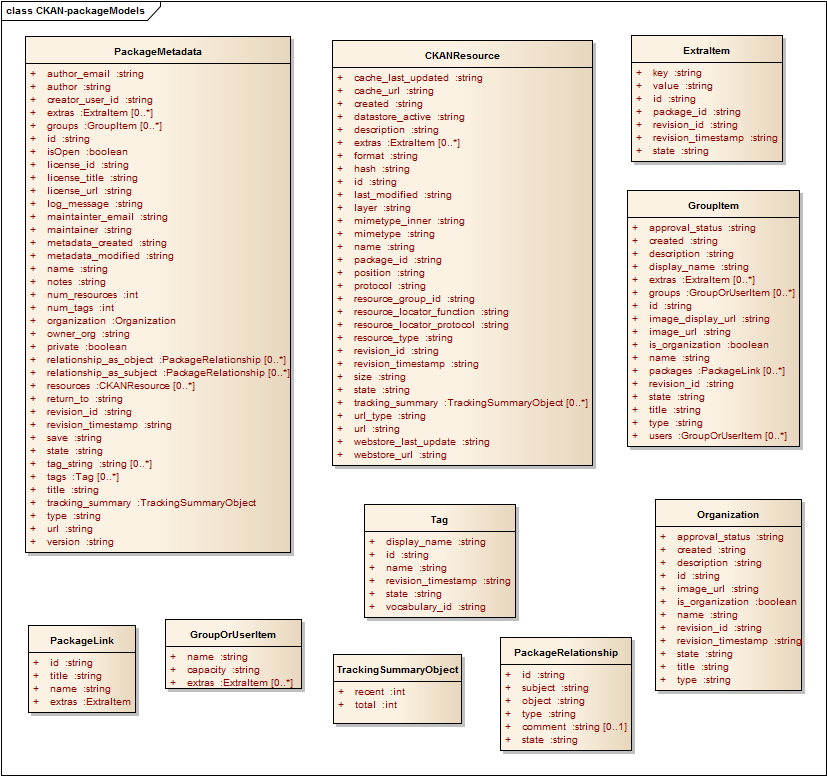 class CKAN-packageModels
PackageMetadata
+ author_email :string
+ author :string
+ creator_user_id :string
+ extras :ExtraItem [0..*]
+ groups :GroupItem [0..*]
+ id :string
+ isOpen :boolean
+ license_id :string
+ license_title :string
+ license_url :string
+ log_message :string
+ maintainter_email :string
+ maintainer :string
+ metadata_created :string
+ metadata_modified :string
+ name :string
+ notes :string
+ num_resources :int
+ num_tags :int
+ organization :Organization
+ owner_org :string
+ private :boolean
+ relationship_as_object :PackageRelationship [0..*]
+ relationship_as_subject :PackageRelationship [0..*]
+ resources :CKANResource [0..*]
+ return_to :string
+ revision_id :string
+ revision_timestamp :string
+ save :string
+ state :string
+ tag_string :string [0..*]
+ tags :Tag [0..*]
+ title :string
+ tracking_summary :TrackingSummaryObject
+ type :string
+ url :string
+ version :string
CKANResource
+ cache_last_updated :string
+ cache_url :string
+ created :string
+ datastore_active :string
+ description :string
+ extras :ExtraItem [0..*]
+ format :string
+ hash :string
+ id :string
+ last_modified :string
+ layer :string
+ mimetype_inner :string
+ mimetype :string
+ name :string
+ package_id :string
+ position :string
+ protocol :string
+ resource_group_id :string
+ resource_locator_function :string
+ resource_locator_protocol :string
+ resource_type :string
+ revision_id :string
+ revision_timestamp :string
+ size :string
+ state :string
+ tracking_summary :TrackingSummaryObject [0..*]
+ url_type :string
+ url :string
+ webstore_last_update :string
+ webstore_url :string
ExtraItem
+ key :string
+ value :string
+ id :string
+ package_id :string
+ revision_id :string
+ revision_timestamp :string
+ state :string
GroupItem
+ approval_status :string
+ created :string
+ description :string
+ display_name :string
+ extras :ExtraItem [0..*]
+ groups :GroupOrUserItem [0..*]
+ id :string
+ image_display_url :string
+ image_url :string
+ is_organization :boolean
+ name :string
+ packages :PackageLink [0..*]
+ revision_id :string
+ state :string
+ title :string
+ type :string
+ users :GroupOrUserItem [0..*]
Tag
+ display_name :string
+ id :string
+ name :string
+ revision_timestamp :string
+ state :string
+ vocabulary_id :string
Organization
+ approval_status :string
+ created :string
+ description :string
+ id :string
+ image_url :string
+ is_organization :boolean
+ name :string
+ revision_id :string
+ revision_timestamp :string
+ state :string
+ title :string
+ type :string
PackageLink
+ id :string
+ title :string
+ name :string
+ extras :ExtraItem
GroupOrUserItem
+ name :string
+ capacity :string
+ extras :ExtraItem [0..*]
TrackingSummaryObject
+ recent :int
+ total :int
PackageRelationship
+ id :string
+ subject :string
+ object :string
+ type :string
+ comment :string [0..1]
+ state :string